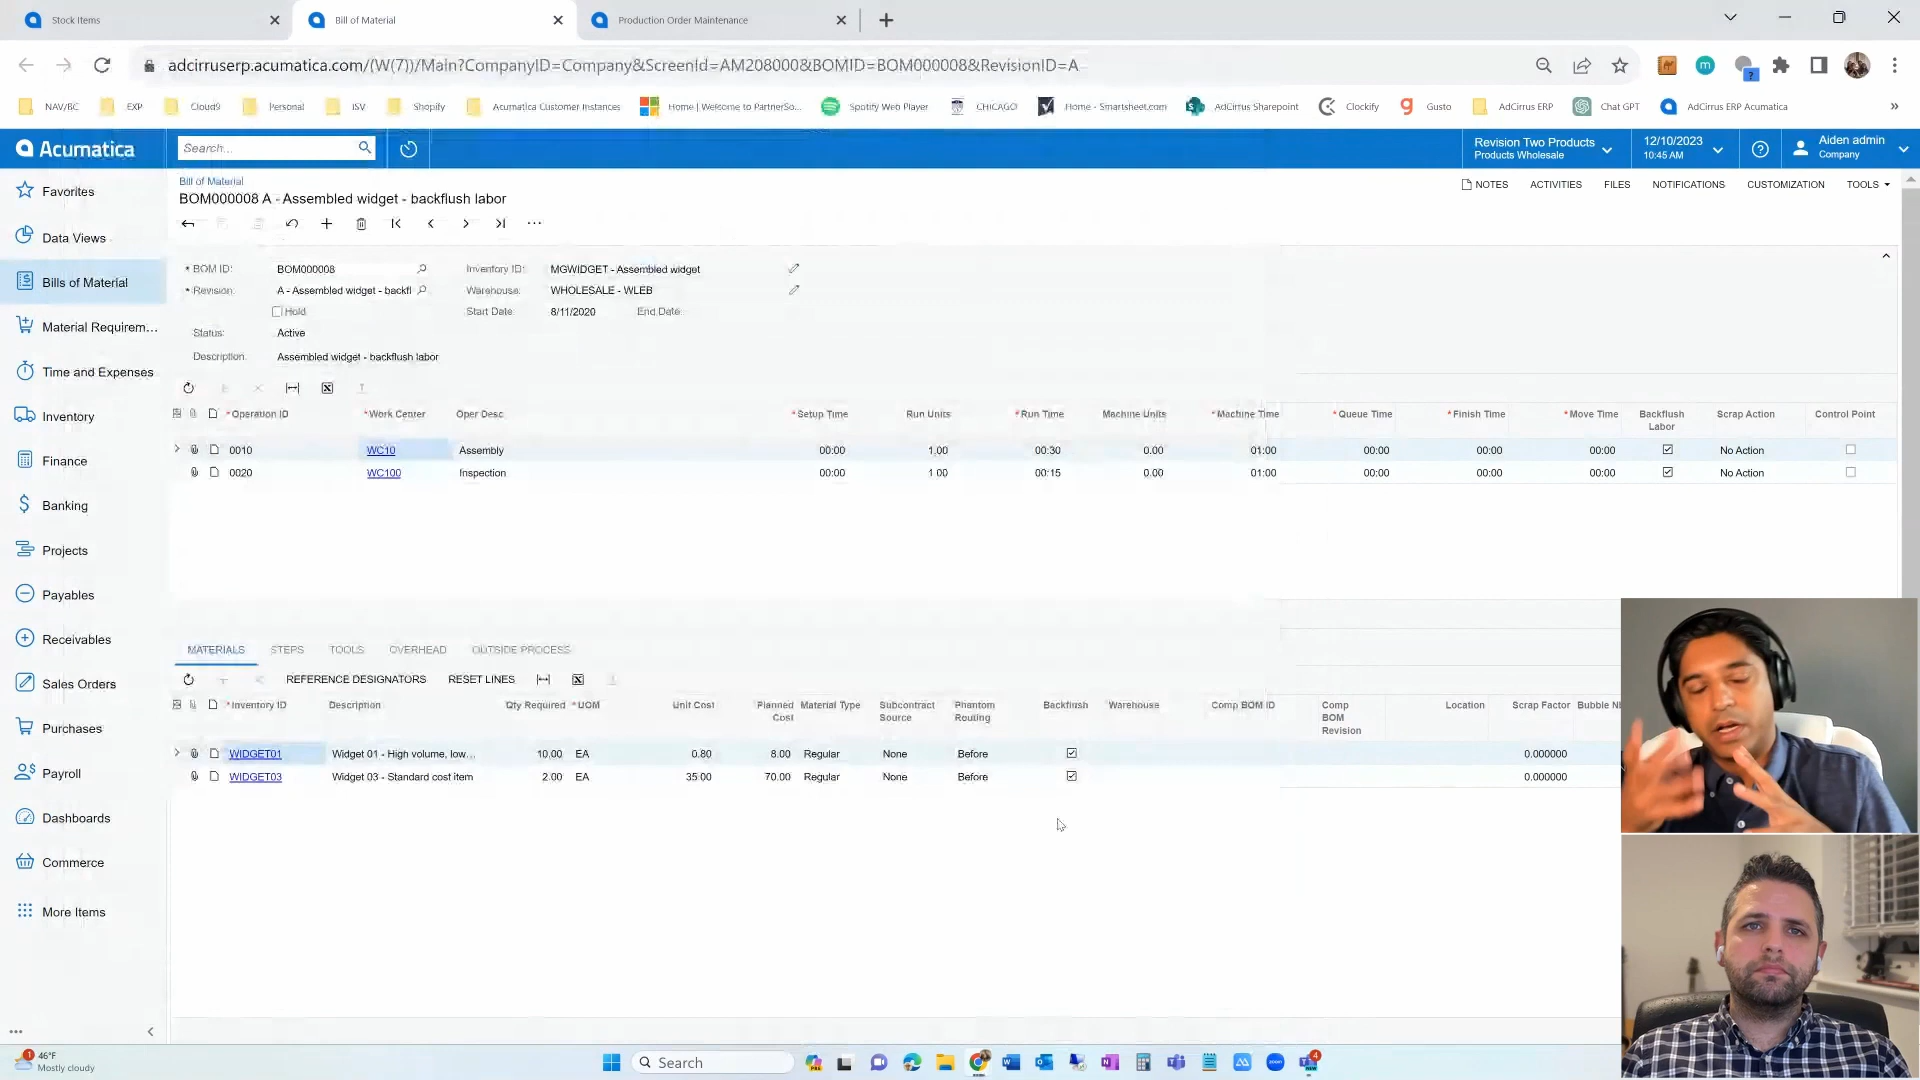 Stock Items
Bill of Material
Production Order Maintenance
adcirruserp.acumatica.com/(W(7))/Main?CompanyID=Company&ScreenId=AM208000&BOMID=BOM000008&RevisionID=A
NAV/BC EXP Cloud9 Personal ISV Shopify Acumatica Customer Instances Home | Welcome to PartnerSo... Spotify Web Player CHICAGO Home - Smartsheet.com AdCirrus Sharepoint Clockify Gusto AdCirrus ERP Chat GPT AdCirrus ERP Acumatica
Acumatica
Search...
Revision Two Products
Products Wholesale
12/10/2023
10:45 AM
Aiden admin
Company
Favorites
Data Views
Bills of Material
Material Requirem...
Time and Expenses
Inventory
Finance
Banking
Projects
Payables
Receivables
Sales Orders
Purchases
Payroll
Dashboards
Commerce
More Items
Bill of Material
BOM000008 A - Assembled widget - backflush labor
NOTES ACTIVITIES FILES NOTIFICATIONS CUSTOMIZATION TOOLS
* BOM ID: BOM000008 Inventory ID: MGWIDGET - Assembled widget
* Revision: A - Assembled widget - backfl Warehouse: WHOLESALE - WLEB
Hold Start Date: 8/11/2020 End Date:
Status: Active
Description: Assembled widget - backflush labor
* Operation ID * Work Center Oper Desc * Setup Time Run Units * Run Time Machine Units * Machine Time * Queue Time * Finish Time * Move Time Backflush Labor Scrap Action Control Point
0010 WC10 Assembly 00:00 1.00 00:30 0.00 01:00 00:00 00:00 00:00 No Action
0020 WC100 Inspection 00:00 1.00 00:15 0.00 01:00 00:00 00:00 00:00 No Action
MATERIALS STEPS TOOLS OVERHEAD OUTSIDE PROCESS
REFERENCE DESIGNATORS RESET LINES
* Inventory ID Description Qty Required * UOM Unit Cost Planned Cost Material Type Subcontract Source Phantom Routing Backflush Warehouse Comp BOM ID Comp BOM Revision Location Scrap Factor Bubble N
WIDGET01 Widget 01 - High volume, low... 10.00 EA 0.80 8.00 Regular None Before 0.000000
WIDGET03 Widget 03 - Standard cost item 2.00 EA 35.00 70.00 Regular None Before 0.000000
1
46°F
Mostly cloudy
Search
4